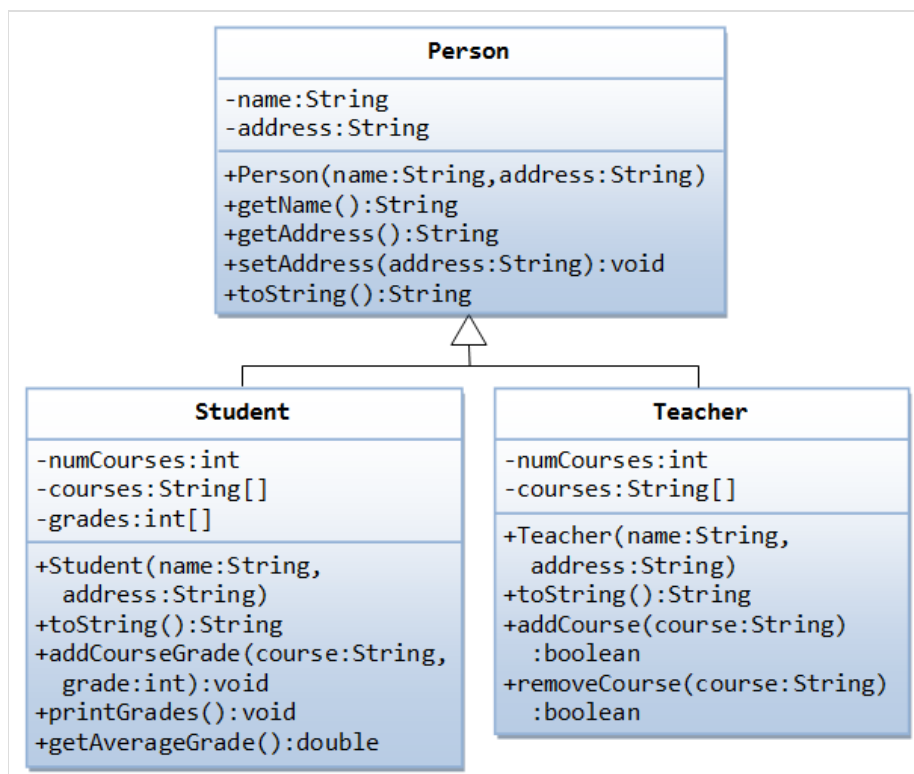 Person
-name:String
-address:String
+Person(name:String,address:String)
+getName():String
+getAddress():String
+setAddress(address:String):void
+toString():String
Student
-numCourses:int
-courses:String[]
-grades:int[]
+Student(name:String,
address:String)
+toString():String
+addCourseGrade(course:String,
grade:int):void
+printGrades():void
+getAverageGrade():double
Teacher
-numCourses:int
-courses:String[]
+Teacher(name:String,
address:String)
+toString():String
+addCourse(course:String)
:boolean
+removeCourse(course:String)
:boolean